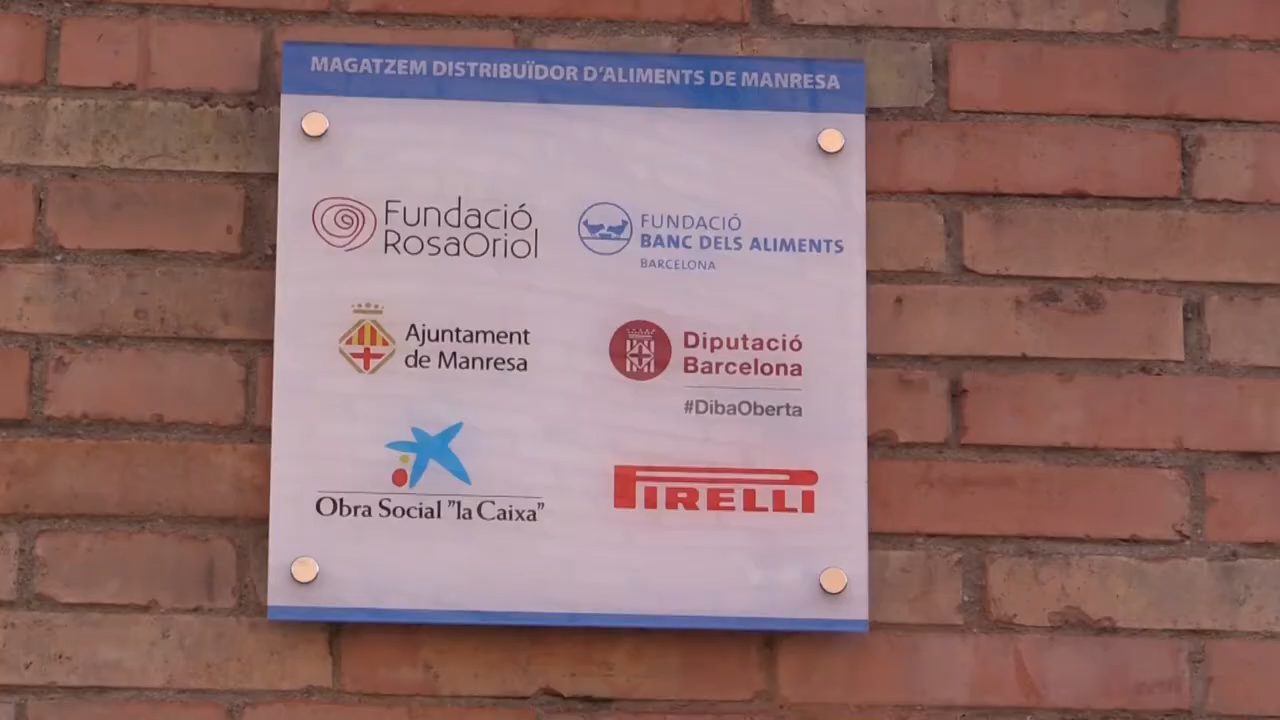 MAGATZEM DISTRIBUÏDOR D'ALIMENTS DE MANRESA
Fundació
RosaOriol
FUNDACIÓ
BANC DELS ALIMENTS
BARCELONA
Ajuntament
de Manresa
Diputació
Barcelona
#DibaOberta
Obra Social "la Caixa"
PIRELLI